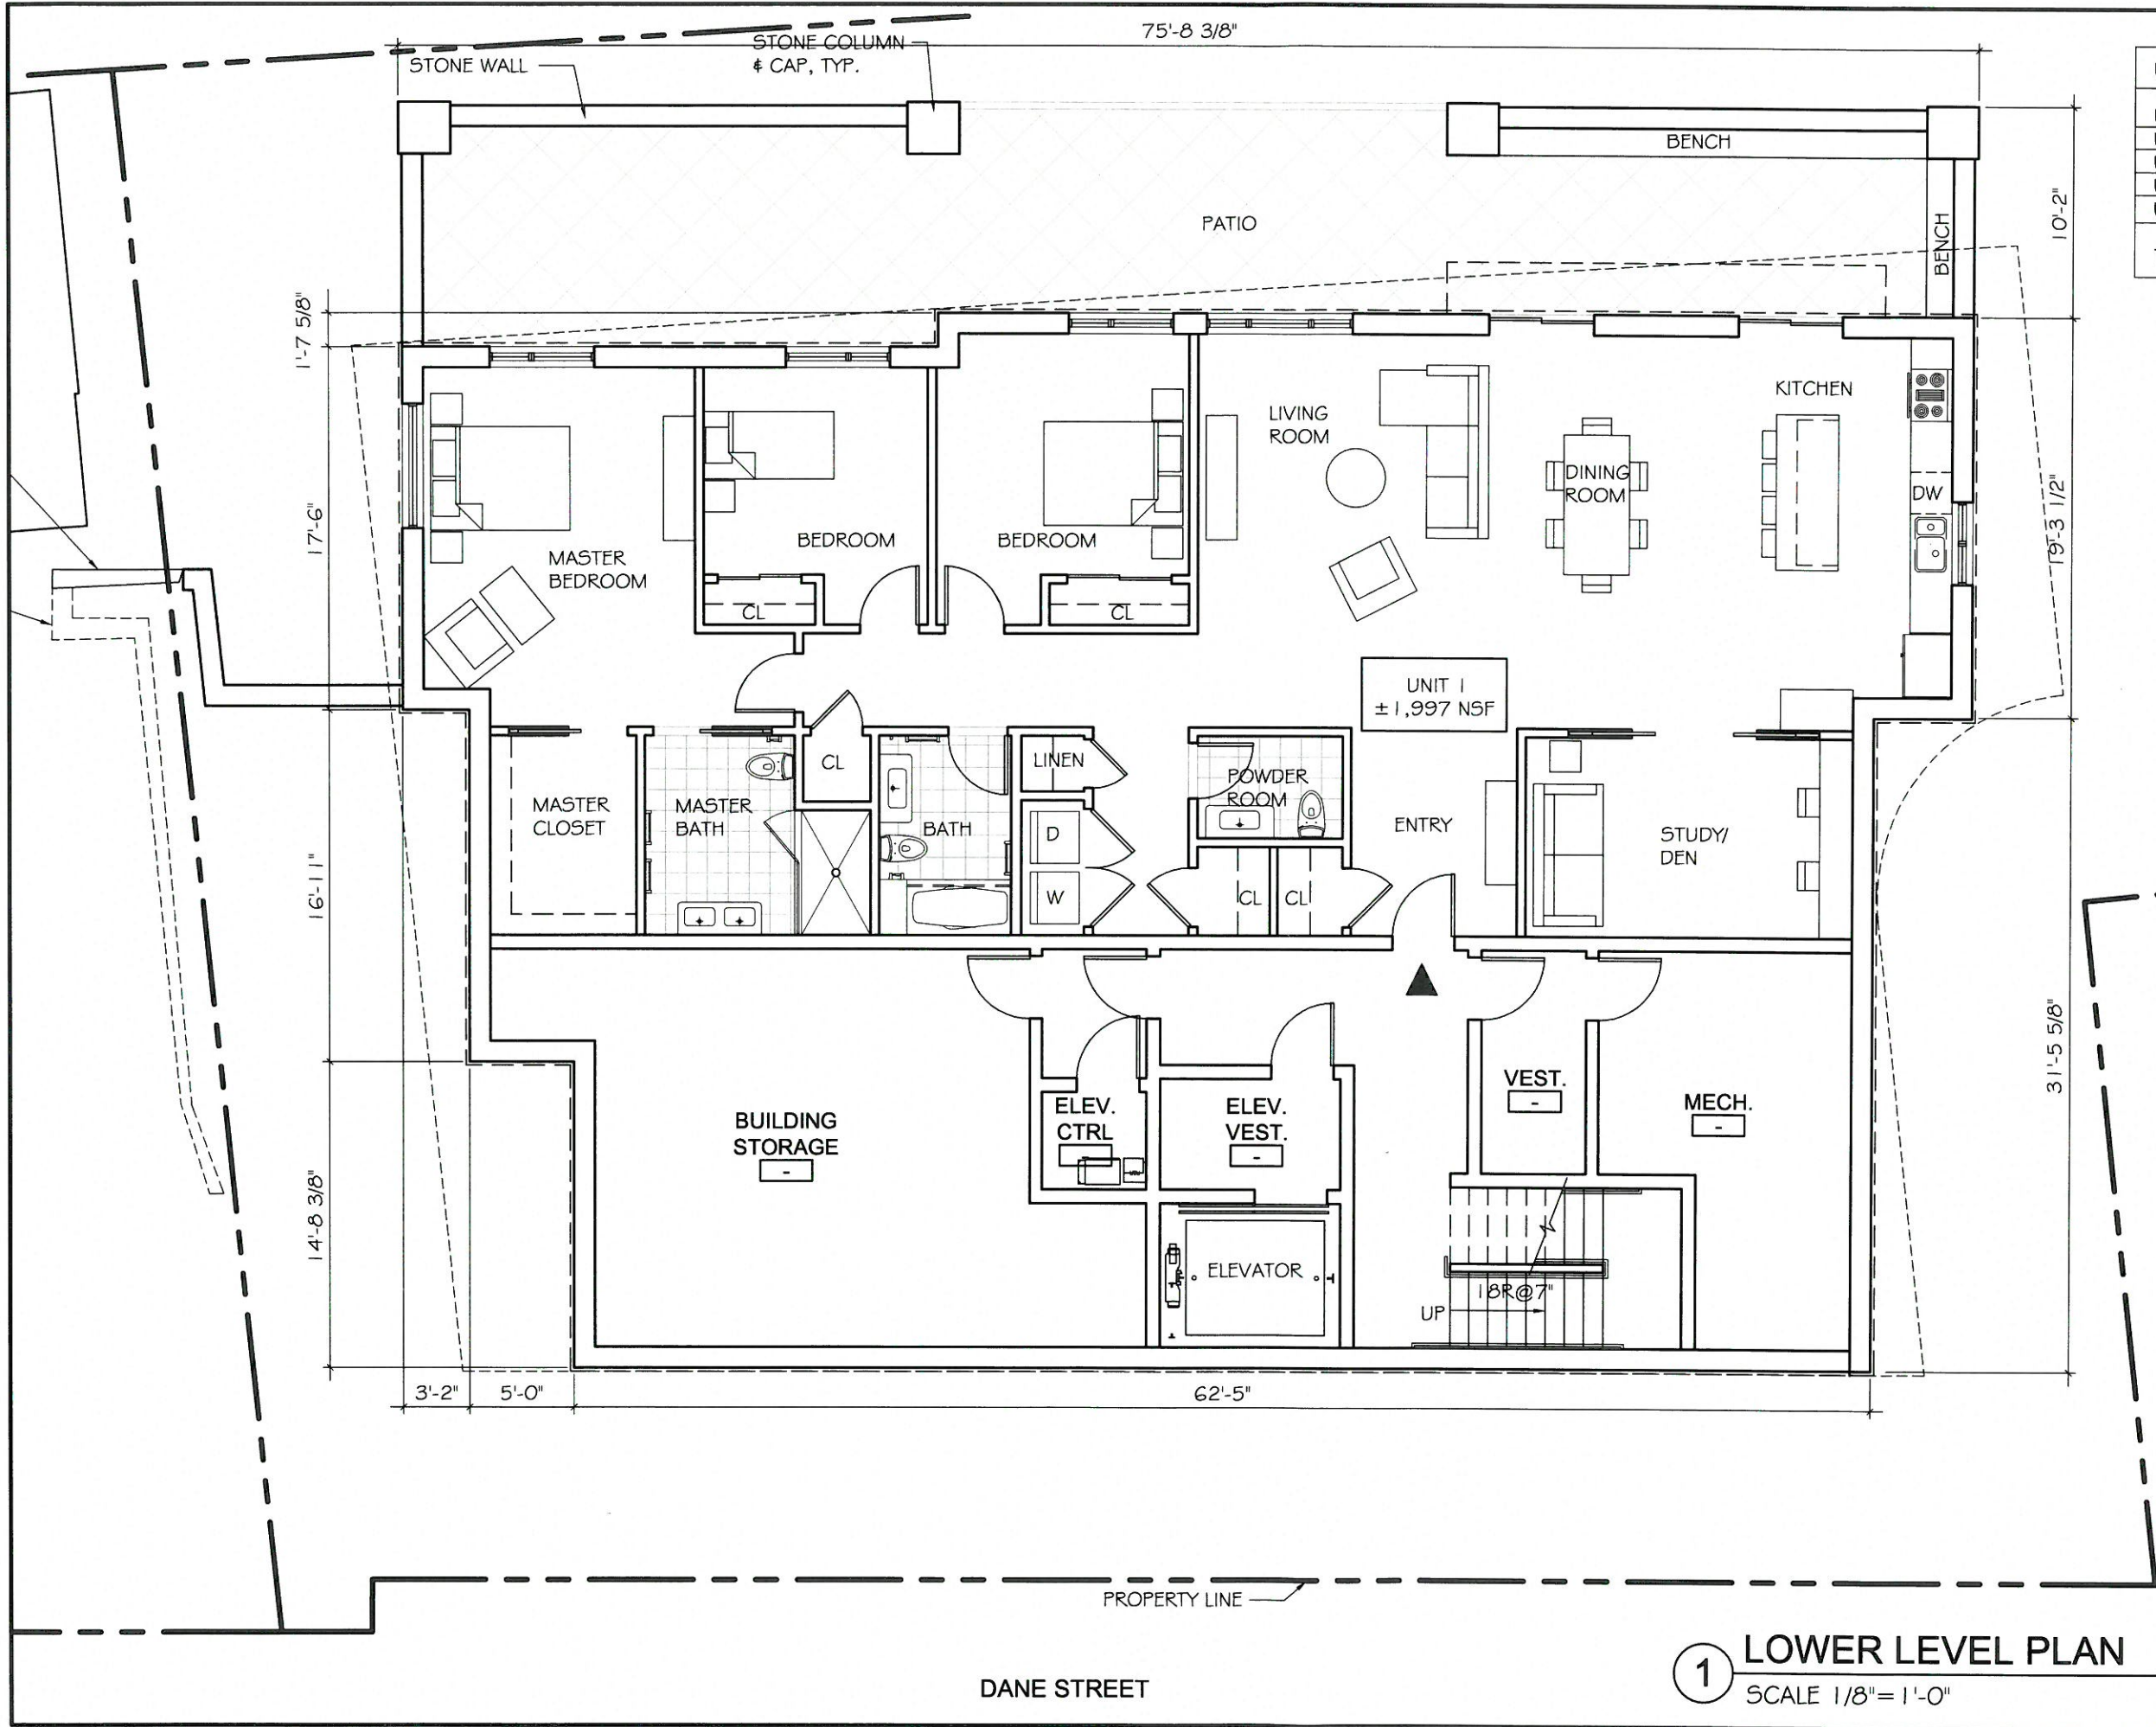 75'-8 3/8"
STONE COLUMN
& CAP, TYP.
STONE WALL
BENCH
PATIO
BENCH
10'-2"
1'-7 5/8"
KITCHEN
LIVING
ROOM
DINING
ROOM
DW
19'-3 1/2"
17'-6"
BEDROOM
BEDROOM
MASTER
BEDROOM
CL
CL
UNIT 1
±1,997 NSF
CL
LINEN
POWDER
ROOM
MASTER
CLOSET
MASTER
BATH
BATH
D
ENTRY
STUDY/
DEN
W
CL
CL
16'-11"
31'-5 5/8"
VEST.
-
ELEV.
CTRL
ELEV.
VEST.
-
MECH.
-
BUILDING
STORAGE
-
14'-8 3/8"
ELEVATOR
18R@7"
UP
3'-2"
5'-0"
62'-5"
PROPERTY LINE
1
LOWER LEVEL PLAN
SCALE 1/8"=1'-0"
DANE STREET